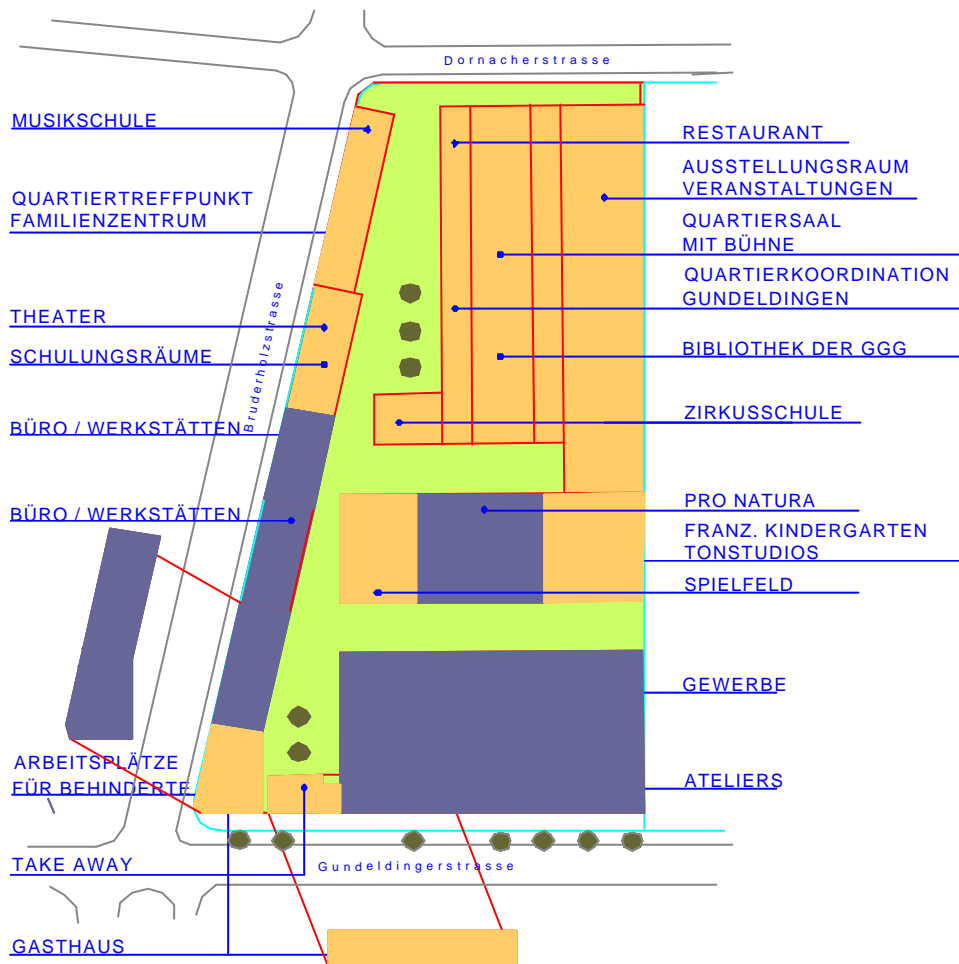 Dornacherstrasse
MUSIKSCHULE
QUARTIERTREFFPUNKT
FAMILIENZENTRUM
THEATER
SCHULUNGSRÄUME
BÜRO / WERKSTÄTTEN
BÜRO / WERKSTÄTTEN
ARBEITSPLÄTZE
FÜR BEHINDERTE
TAKE AWAY
GASTHAUS
Bruderholzstrasse
RESTAURANT
AUSSTELLUNGSRAUM
VERANSTALTUNGEN
QUARTIERSAAL
MIT BÜHNE
QUARTIERKOORDINATION
GUNDELDINGEN
BIBLIOTHEK DER GGG
ZIRKUSSCHULE
PRO NATURA
FRANZ. KINDERGARTEN
TONSTUDIOS
SPIELFELD
GEWERBE
ATELIERS
Gundeldingerstrasse